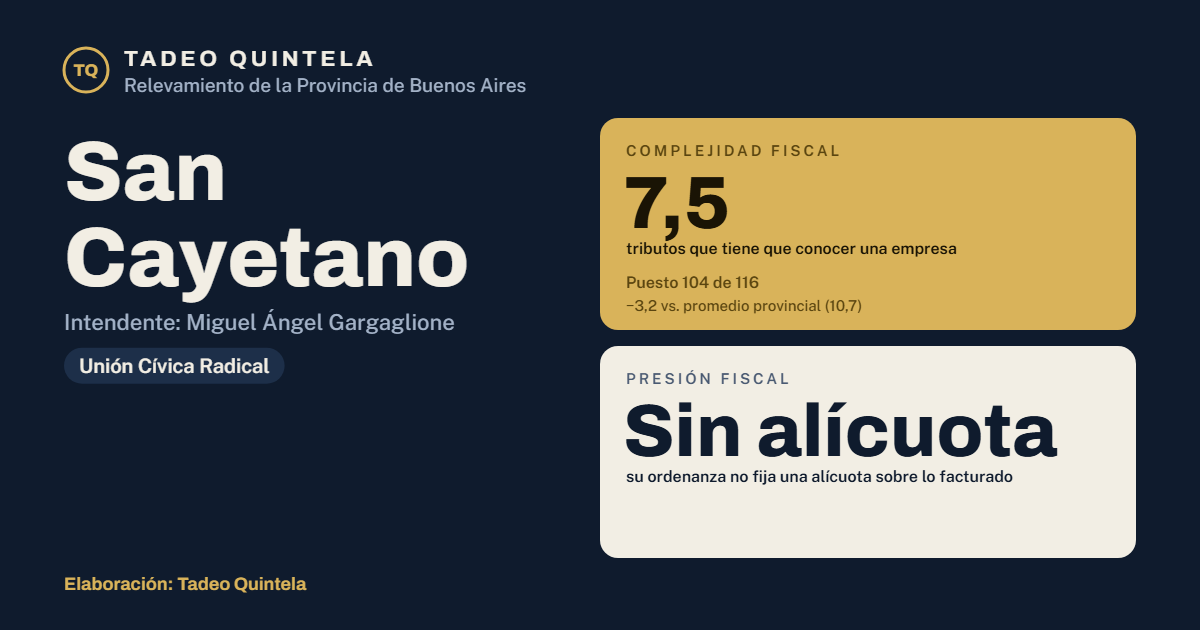 TQ
TADEO QUINTELA
Relevamiento de la Provincia de Buenos Aires
San
Cayetano
Intendente: Miguel Ángel Gargaglione
Unión Cívica Radical
COMPLEJIDAD FISCAL
7,5
tributos que tiene que conocer una empresa
Puesto 104 de 116
−3,2 vs. promedio provincial (10,7)
PRESIÓN FISCAL
Sin alícuota
su ordenanza no fija una alícuota sobre lo facturado
Elaboración: Tadeo Quintela